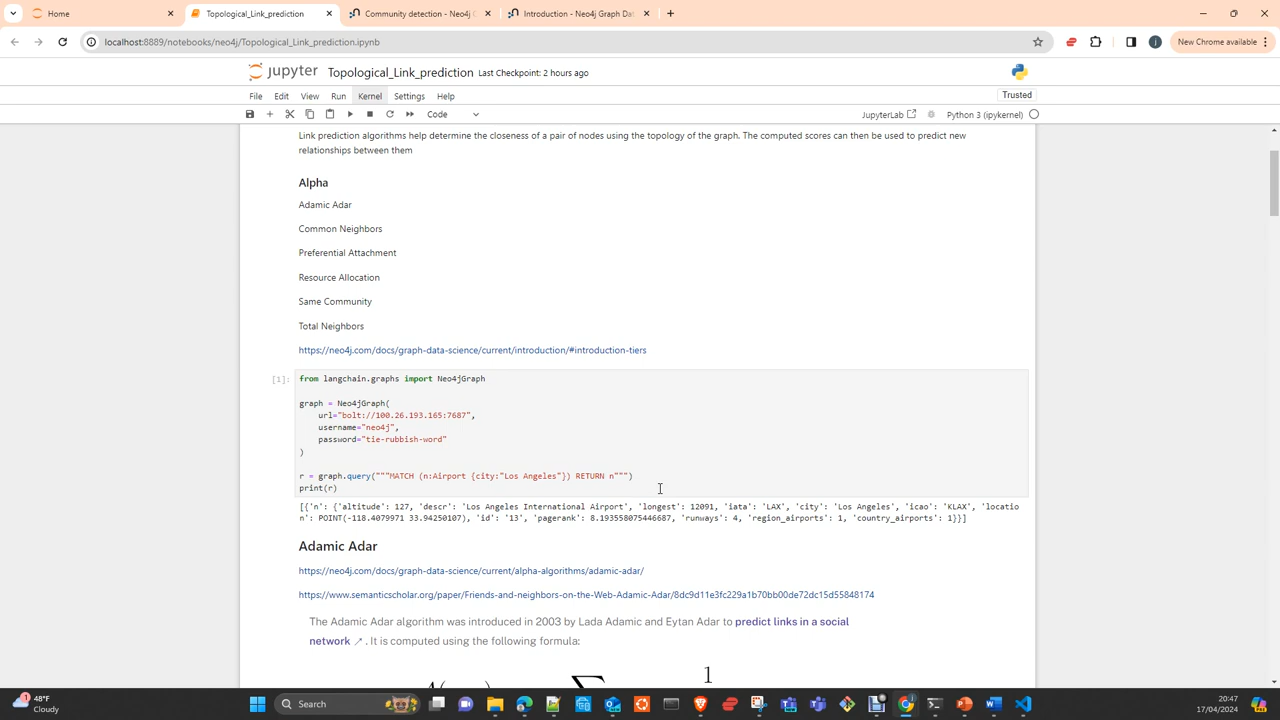 Home
Topological_Link_prediction
Community detection - Neo4j G
Introduction - Neo4j Graph Dat
localhost:8889/notebooks/neo4j/Topological_Link_prediction.ipynb
New Chrome available
jupyter Topological_Link_prediction Last Checkpoint: 2 hours ago
File Edit View Run Kernel Settings Help
Trusted
Code
JupyterLab
Python 3 (ipykernel)
Link prediction algorithms help determine the closeness of a pair of nodes using the topology of the graph. The computed scores can then be used to predict new
relationships between them
Alpha
Adamic Adar
Common Neighbors
Preferential Attachment
Resource Allocation
Same Community
Total Neighbors
https://neo4j.com/docs/graph-data-science/current/introduction/#introduction-tiers
[1]:
from langchain.graphs import Neo4jGraph
graph = Neo4jGraph(
url="bolt://100.26.193.165:7687",
username="neo4j",
password="tie-rubbish-word"
)
r = graph.query("""MATCH (n:Airport {city:"Los Angeles"}) RETURN n""")
print(r)
[{'n': {'altitude': 127, 'descr': 'Los Angeles International Airport', 'longest': 12091, 'iata': 'LAX', 'city': 'Los Angeles', 'icao': 'KLAX', 'locatio
n': POINT(-118.4079971 33.94250107), 'id': '13', 'pagerank': 8.193558075446687, 'runways': 4, 'region_airports': 1, 'country_airports': 1}}]
Adamic Adar
https://neo4j.com/docs/graph-data-science/current/alpha-algorithms/adamic-adar/
https://www.semanticscholar.org/paper/Friends-and-neighbors-on-the-Web-Adamic-Adar/8dc9d11e3fc229a1b70bb00de72dc15d55848174
The Adamic Adar algorithm was introduced in 2003 by Lada Adamic and Eytan Adar to predict links in a social
network ↗ . It is computed using the following formula:
1
48°F
Cloudy
Search
20:47
17/04/2024